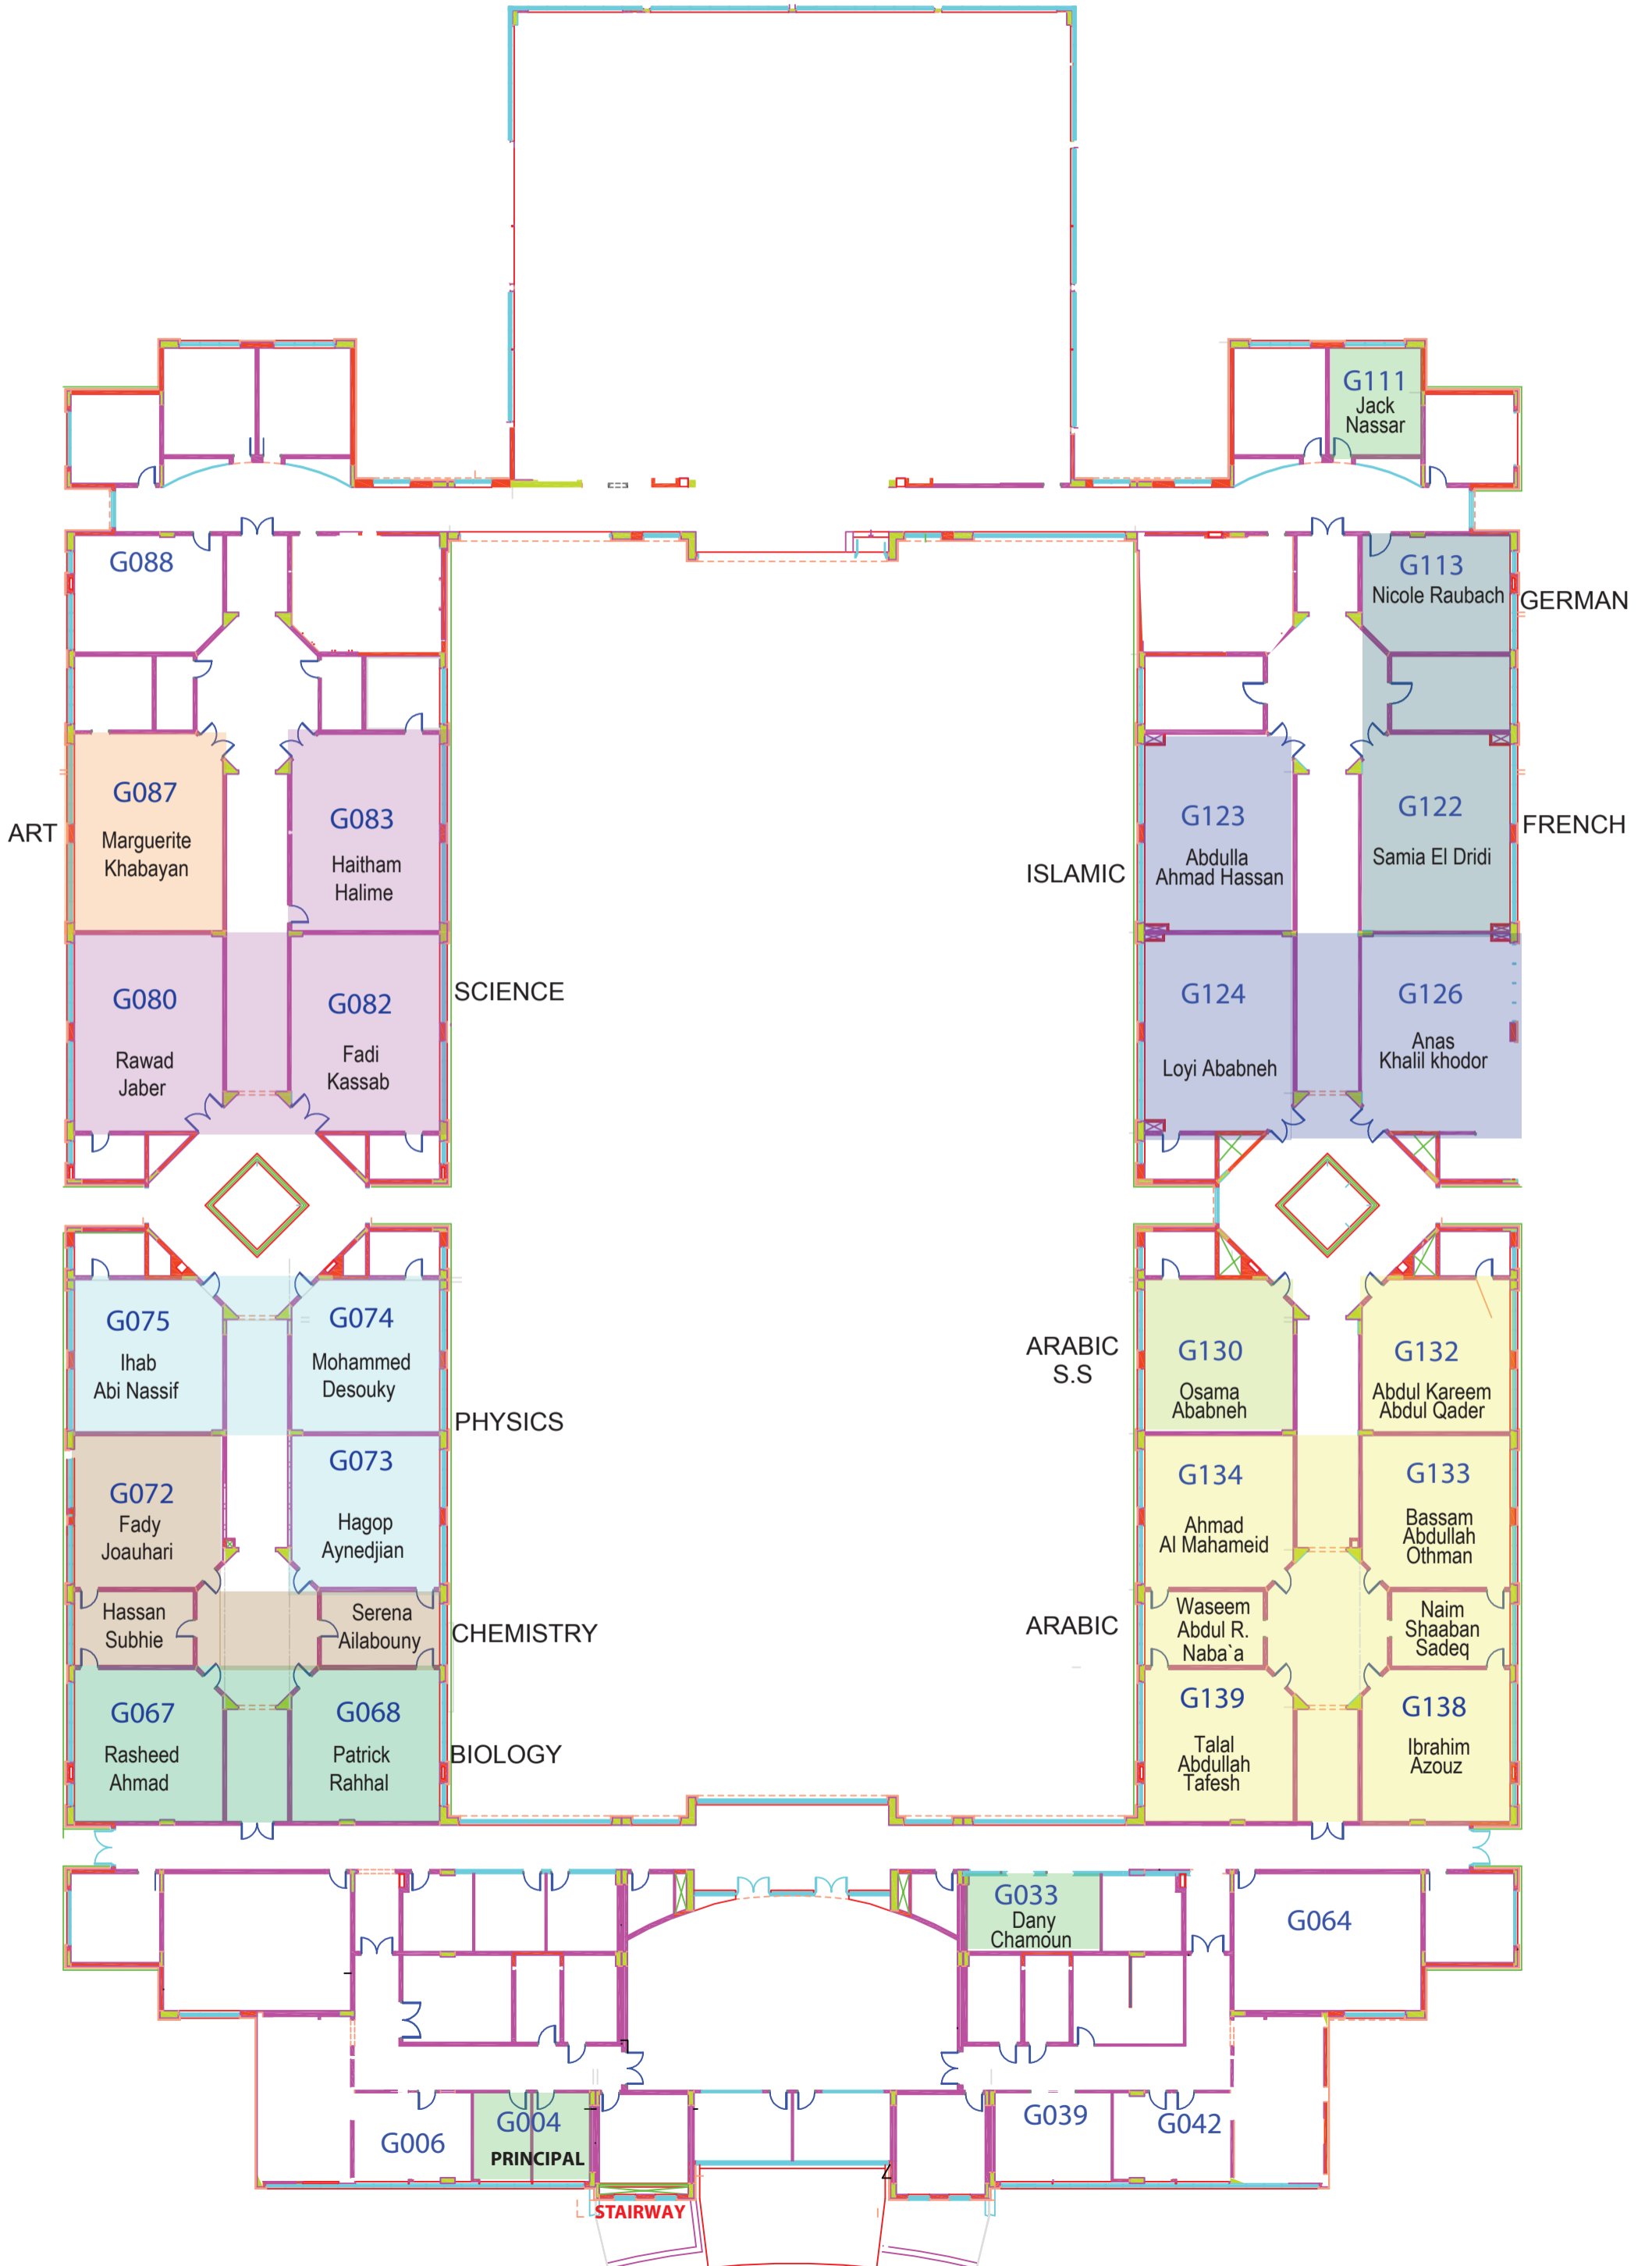 G111
Jack
Nassar
G088
G113
Nicole Raubach
GERMAN
ART
G087
Marguerite
Khabayan
G083
Haitham
Halime
G080
Rawad
Jaber
G082
Fadi
Kassab
SCIENCE
ISLAMIC
G123
Abdulla
Ahmad Hassan
G122
Samia El Dridi
FRENCH
G124
Loyi Ababneh
G126
Anas
Khalil khodor
G075
Ihab
Abi Nassif
G074
Mohammed
Desouky
PHYSICS
G072
Fady
Joauhari
G073
Hagop
Aynedjian
Hassan
Subhie
Serena
Ailabouny
CHEMISTRY
G067
Rasheed
Ahmad
G068
Patrick
Rahhal
BIOLOGY
ARABIC
S.S
G130
Osama
Ababneh
G132
Abdul Kareem
Abdul Qader
G134
Ahmad
Al Mahameid
G133
Bassam
Abdullah
Othman
ARABIC
Waseem
Abdul R.
Naba`a
Naim
Shaaban
Sadeq
G139
Talal
Abdullah
Tafesh
G138
Ibrahim
Azouz
G033
Dany
Chamoun
G064
G006
G004
PRINCIPAL
G039
G042
STAIRWAY